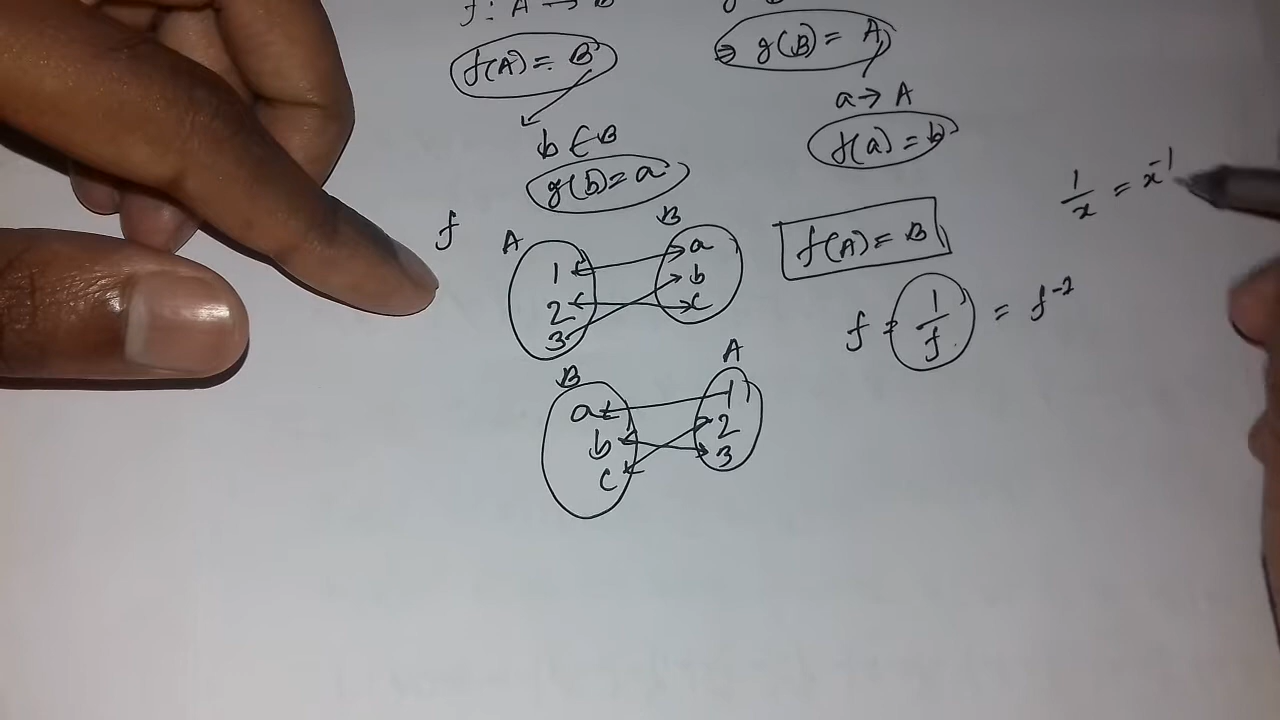 f : A → B
f(A) = B
g(B) = A
b ∈ B
a → A
g(b) = a
f(a) = b
1/x = x⁻¹
f
A B
1 a
2 b
3 c
f(A) = B
f = 1/f = f⁻¹
B A
a 1
b 2
c 3